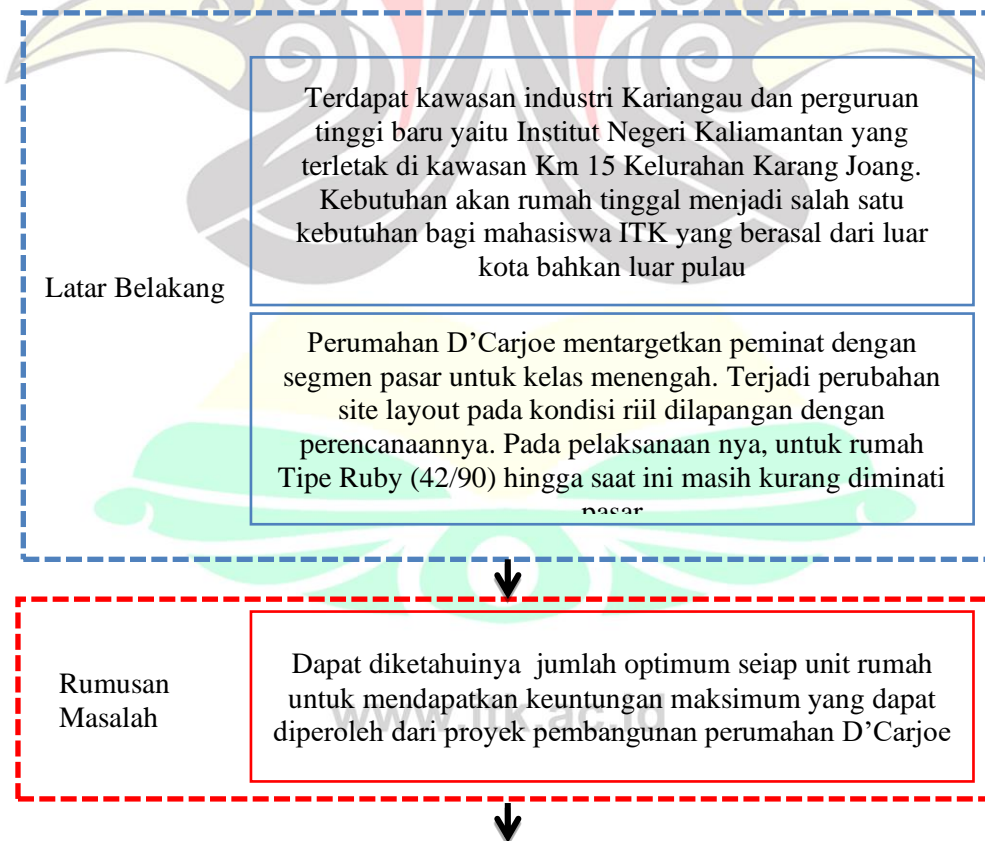 Terdapat kawasan industri Kariangau dan perguruan
tinggi baru yaitu Institut Negeri Kaliamantan yang
terletak di kawasan Km 15 Kelurahan Karang Joang.
Kebutuhan akan rumah tinggal menjadi salah satu
kebutuhan bagi mahasiswa ITK yang berasal dari luar
kota bahkan luar pulau
Latar Belakang
Perumahan D’Carjoe mentargetkan peminat dengan
segmen pasar untuk kelas menengah. Terjadi perubahan
site layout pada kondisi riil dilapangan dengan
perencanaannya. Pada pelaksanaan nya, untuk rumah
Tipe Ruby (42/90) hingga saat ini masih kurang diminati
pasar
Rumusan
Masalah
Dapat diketahuinya  jumlah optimum seiap unit rumah
untuk mendapatkan keuntungan maksimum yang dapat
diperoleh dari proyek pembangunan perumahan D’Carjoe
www.itk.ac.id